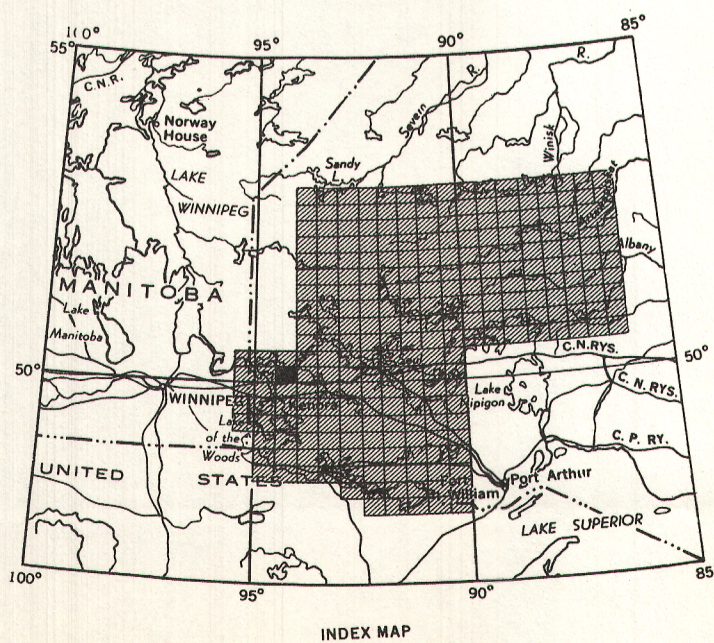 100°
95°
90°
85°
55°
C.N.R.
R.
R.
Norway
House
Severn
Winisk
Sandy
L.
LAKE
WINNIPEG
Albany
MANITOBA
Lake
Manitoba
C.N.RYS.
50°
50°
Lake
Nipigon
C. N. RYS.
WINNIPEG
Kenora
Lake
of the
Woods
C. P. RY.
UNITED
STATES
Fort
William
Port Arthur
LAKE SUPERIOR
100°
95°
90°
85
INDEX MAP